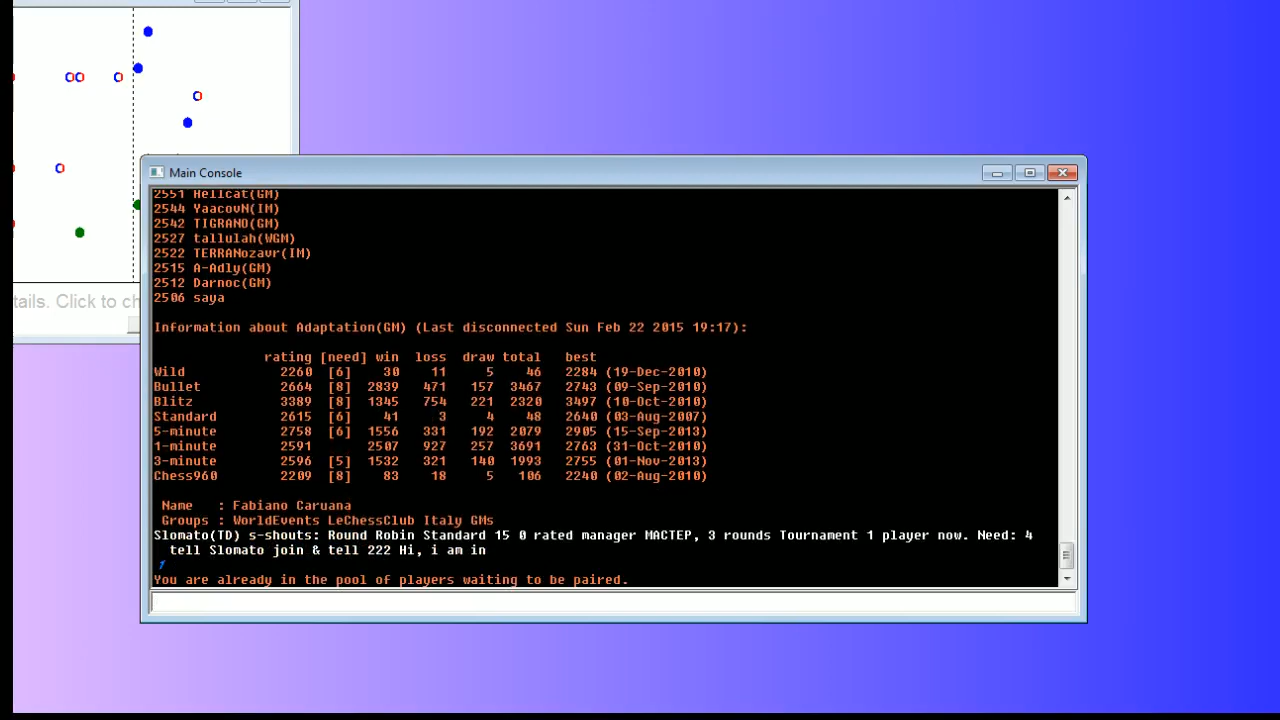 Main Console
2551 Hellcat(GM)
2544 YaacovN(IM)
2542 TIGRANO(GM)
2527 tallulah(WGM)
2522 TERRANozavr(IM)
2515 A-Adly(GM)
2512 Darnoc(GM)
2506 saya
tails. Click to ch
Information about Adaptation(GM) (Last disconnected Sun Feb 22 2015 19:17):
rating [need] win loss draw total best
Wild 2260 [6] 30 11 5 46 2284 (19-Dec-2010)
Bullet 2664 [8] 2839 471 157 3467 2743 (09-Sep-2010)
Blitz 3389 [8] 1345 754 221 2320 3497 (10-Oct-2010)
Standard 2615 [6] 41 3 4 48 2640 (03-Aug-2007)
5-minute 2758 [6] 1556 331 192 2079 2905 (15-Sep-2013)
1-minute 2591 2507 927 257 3691 2763 (31-Oct-2010)
3-minute 2596 [5] 1532 321 140 1993 2755 (01-Nov-2013)
Chess960 2209 [8] 83 18 5 106 2240 (02-Aug-2010)
Name : Fabiano Caruana
Groups : WorldEvents LeChessClub Italy GMs
Slomato(TD) s-shouts: Round Robin Standard 15 0 rated manager MACTEP, 3 rounds Tournament 1 player now. Need: 4
tell Slomato join & tell 222 Hi, i am in
1
You are already in the pool of players waiting to be paired.